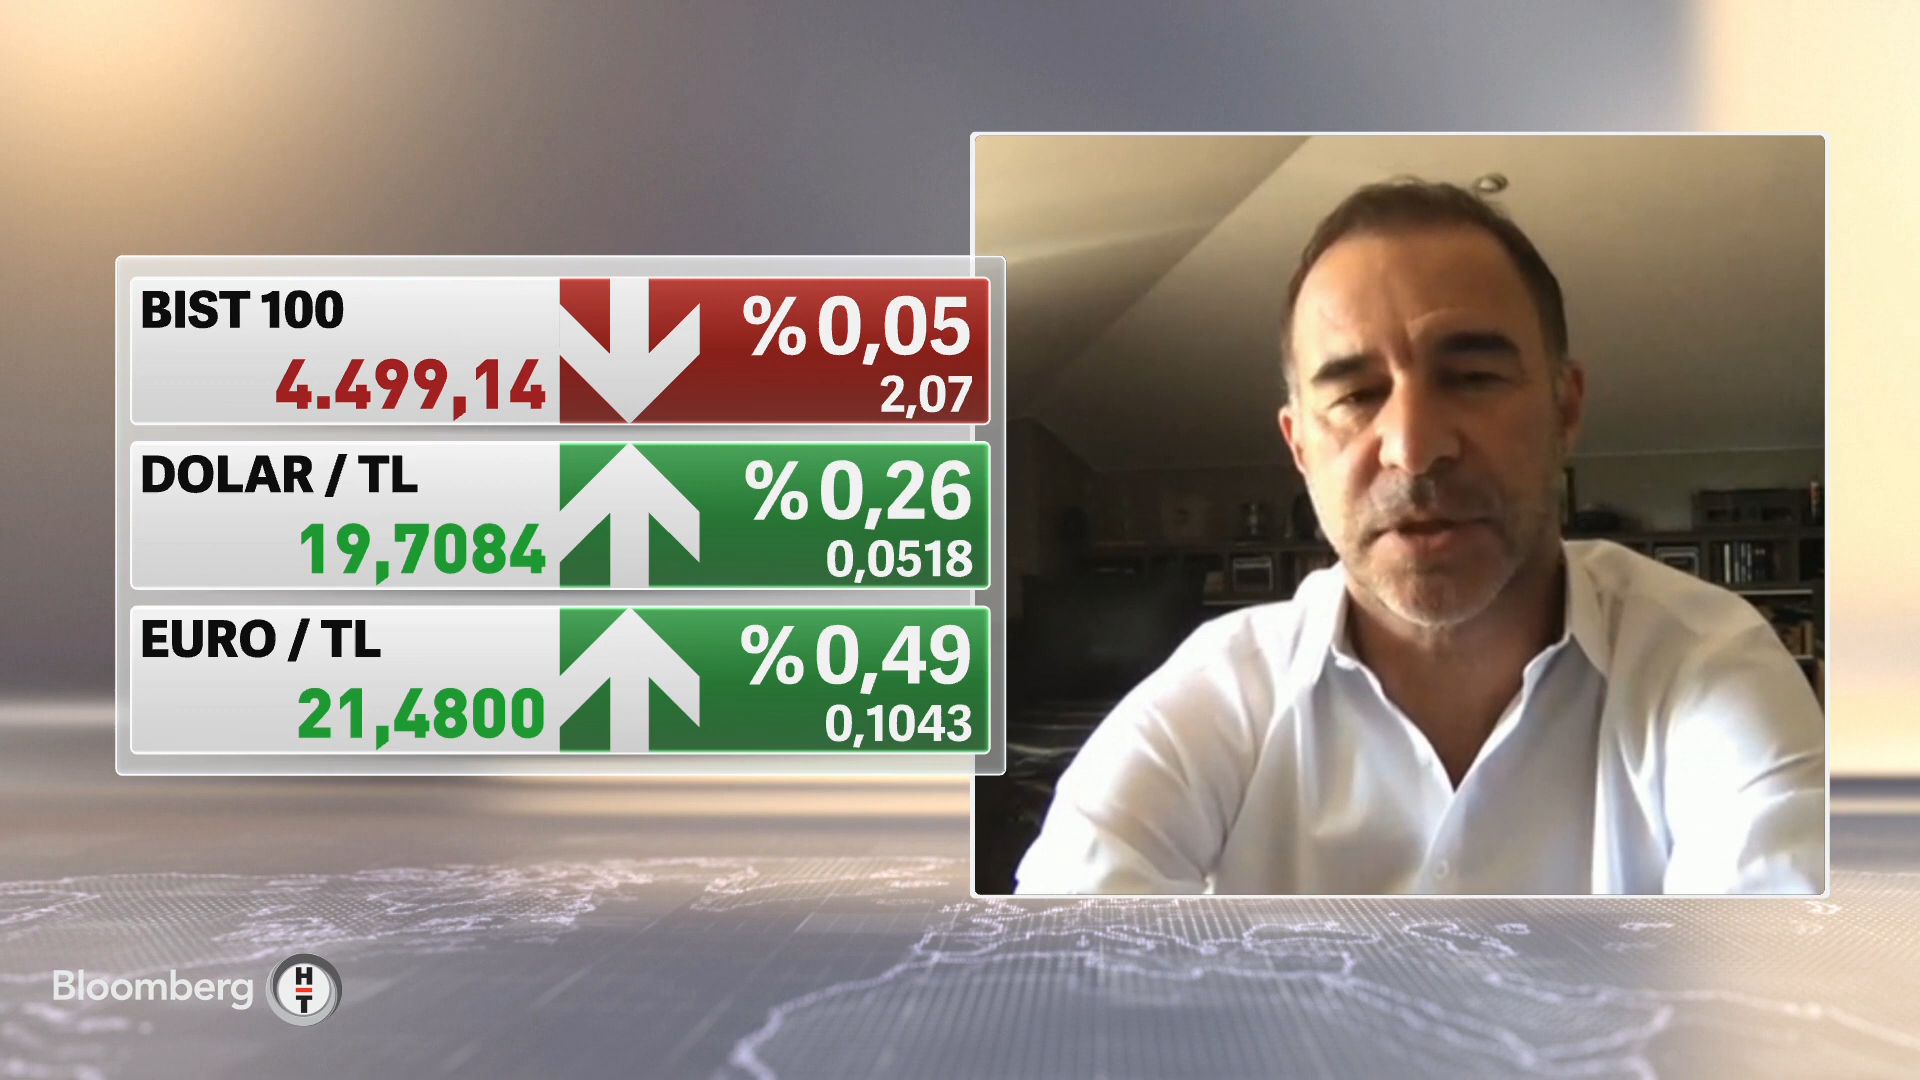 BIST 100
4.499,14
%0,05
2,07
DOLAR / TL
19,7084
%0,26
0,0518
EURO / TL
21,4800
%0,49
0,1043
Bloomberg HT